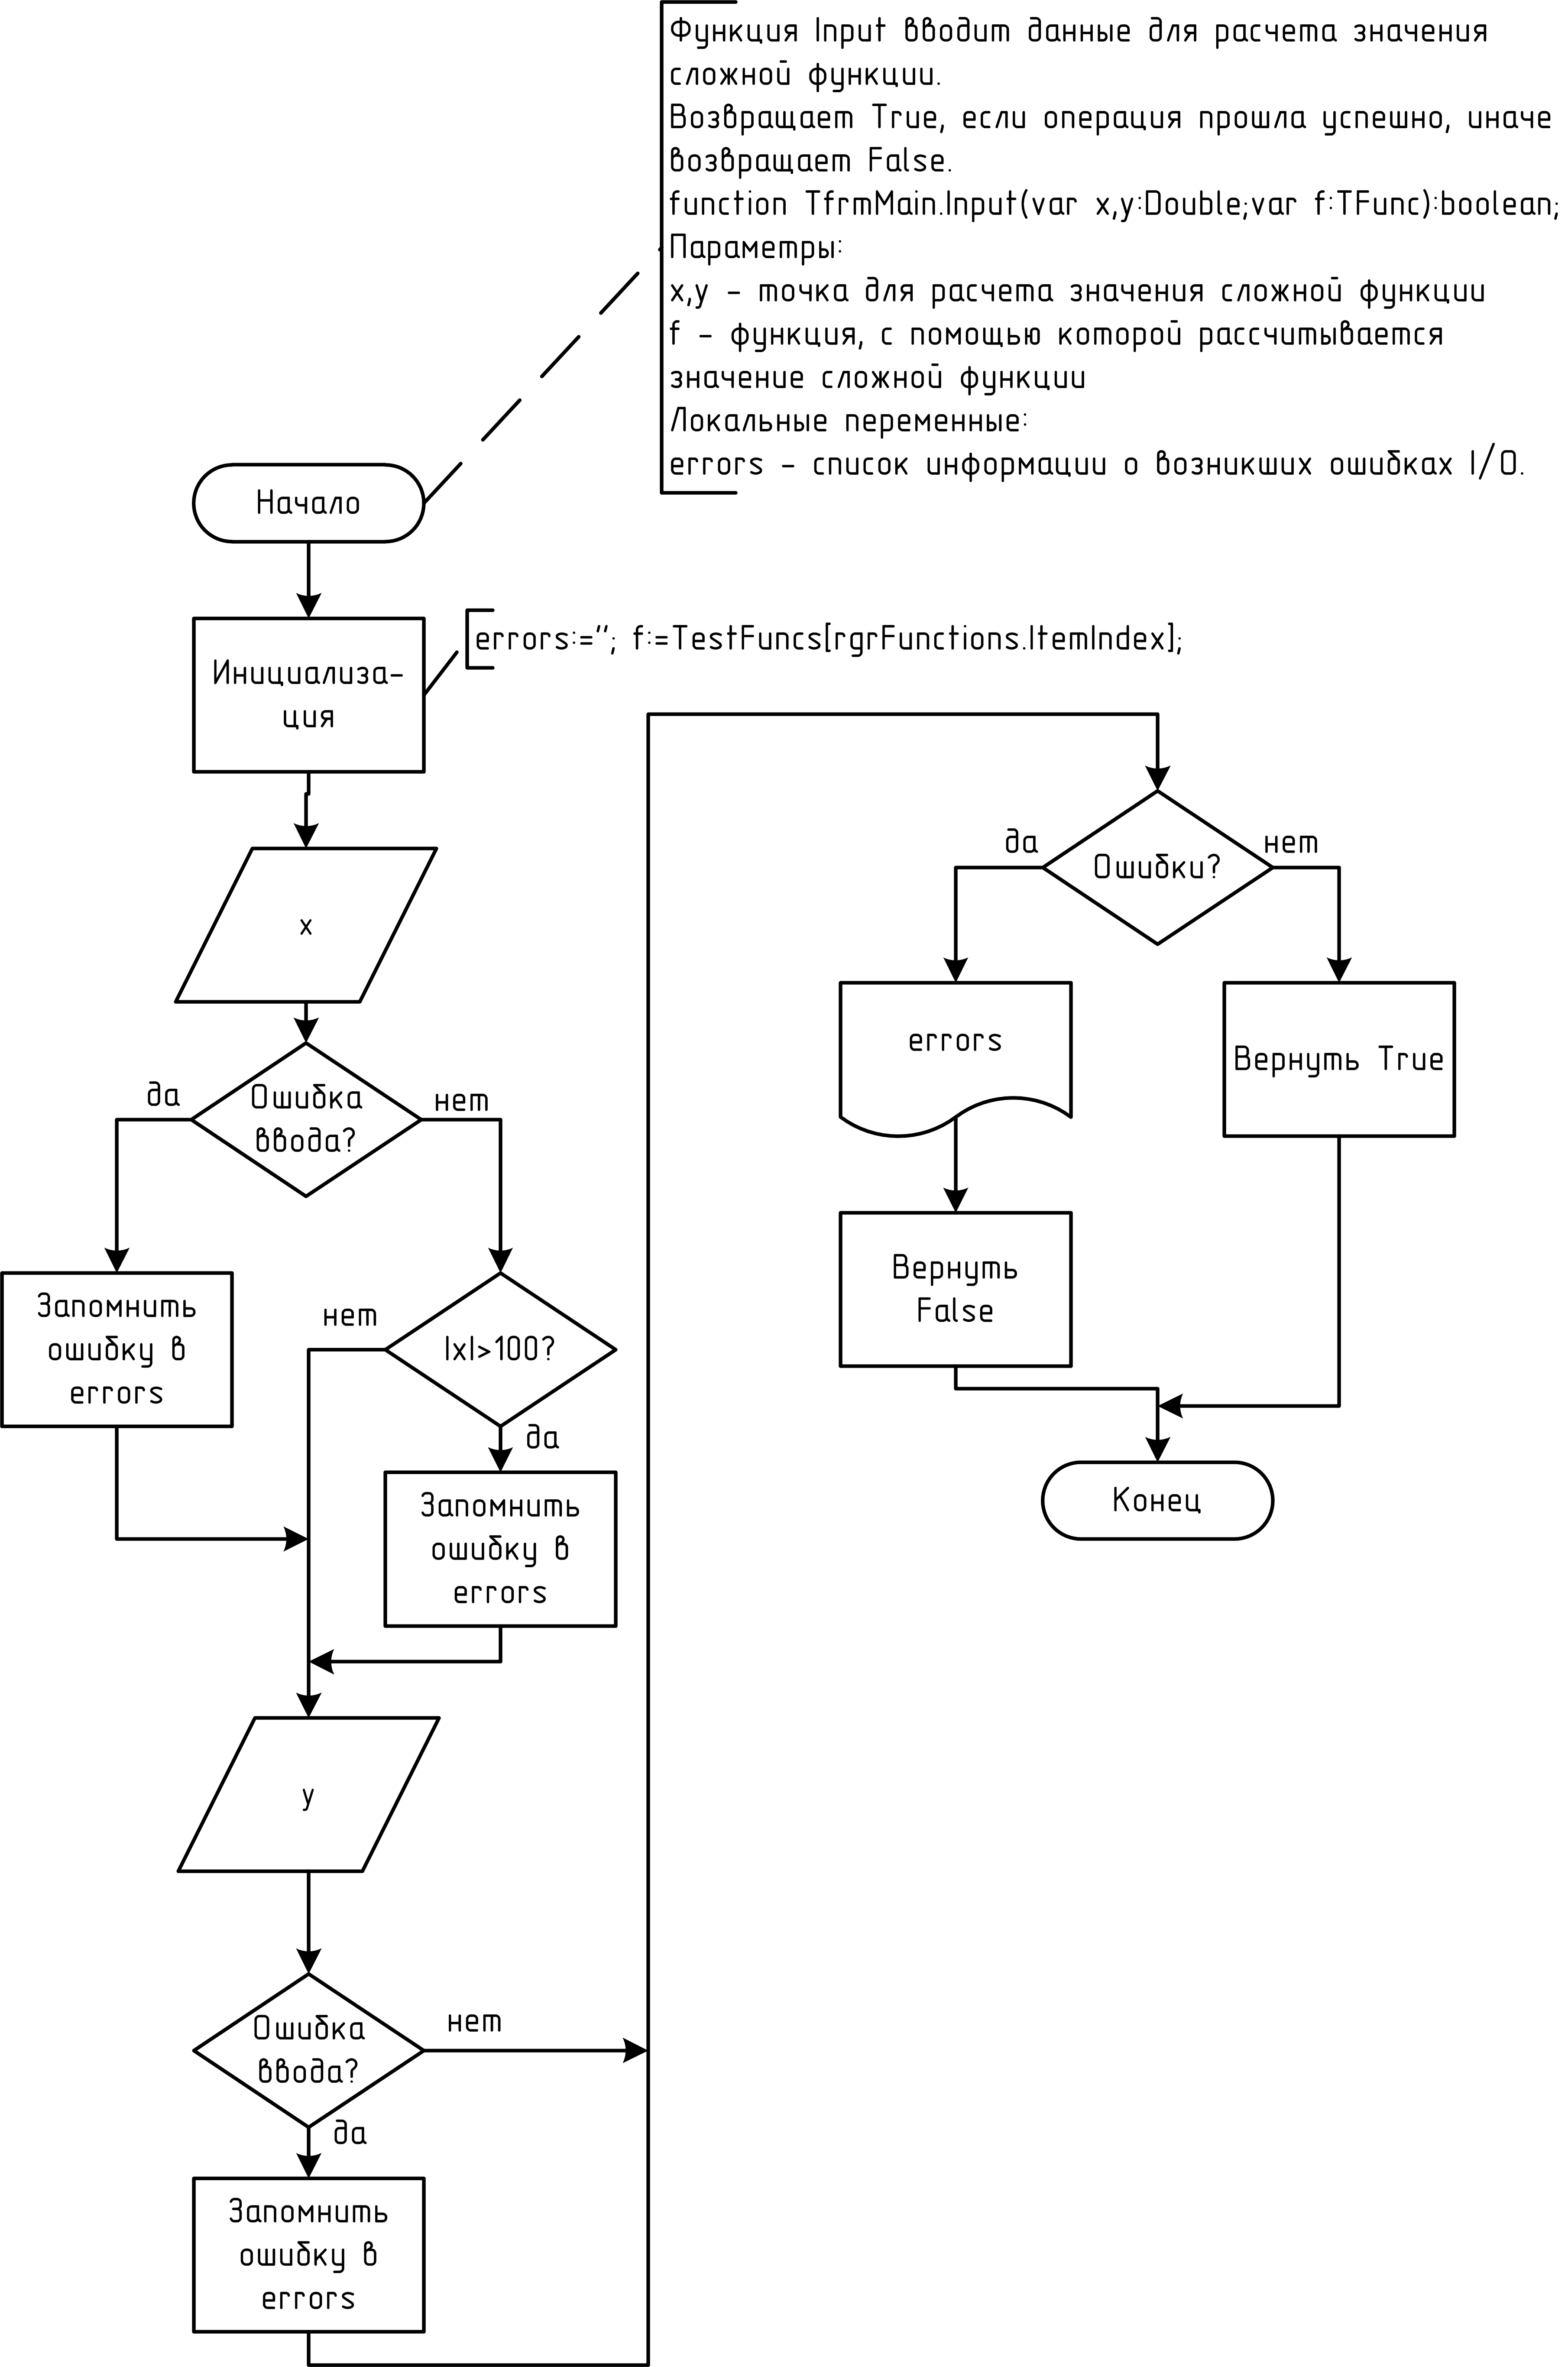 Функция Input вводит данные для расчета значения
сложной функции.
Возвращает True, если операция прошла успешно, иначе
возвращает False.
function TfrmMain.Input(var x,y:Double;var f:TFunc):boolean;
Параметры:
x,y – точка для расчета значения сложной функции
f – функция, с помощью которой рассчитывается
значение сложной функции
Локальные переменные:
errors – список информации о возникших ошибках I/O.
Начало
errors:=''; f:=TestFuncs[rgrFunctions.ItemIndex];
Инициализа-
ция
x
Ошибка
ввода?
да
нет
Запомнить
ошибку в
errors
|x|>100?
нет
да
Запомнить
ошибку в
errors
y
Ошибка
ввода?
нет
да
Запомнить
ошибку в
errors
Ошибки?
да
нет
errors
Вернуть True
Вернуть
False
Конец